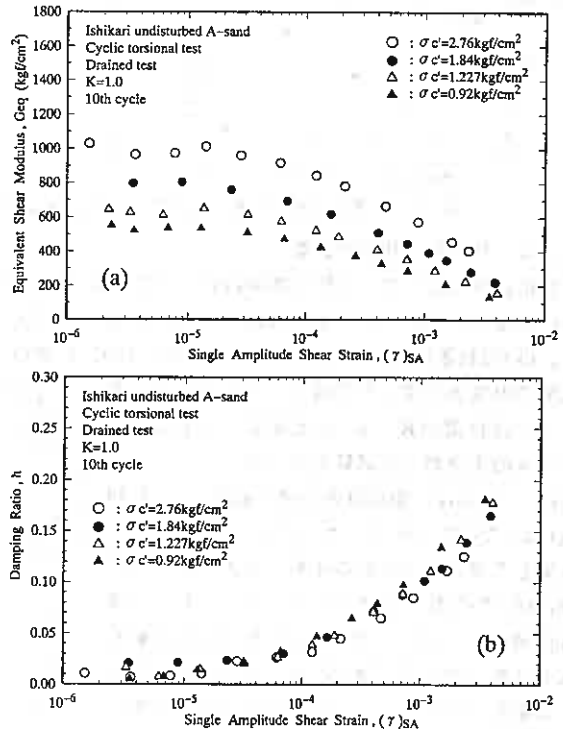 Ishikari undisturbed A-sand
Cyclic torsional test
Drained test
K=1.0
10th cycle
○ : σc'=2.76kgf/cm²
● : σc'=1.84kgf/cm²
△ : σc'=1.227kgf/cm²
▲ : σc'=0.92kgf/cm²
Equivalent Shear Modulus, Geq (kgf/cm²)
1800
1600
1400
1200
1000
800
600
400
200
0
(a)
10⁻⁶ 10⁻⁵ 10⁻⁴ 10⁻³ 10⁻²
Single Amplitude Shear Strain, (γ)SA
Ishikari undisturbed A-sand
Cyclic torsional test
Drained test
K=1.0
10th cycle
○ : σc'=2.76kgf/cm²
● : σc'=1.84kgf/cm²
△ : σc'=1.227kgf/cm²
▲ : σc'=0.92kgf/cm²
Damping Ratio, h
0.30
0.25
0.20
0.15
0.10
0.05
0.00
(b)
10⁻⁶ 10⁻⁵ 10⁻⁴ 10⁻³ 10⁻²
Single Amplitude Shear Strain, (γ)SA